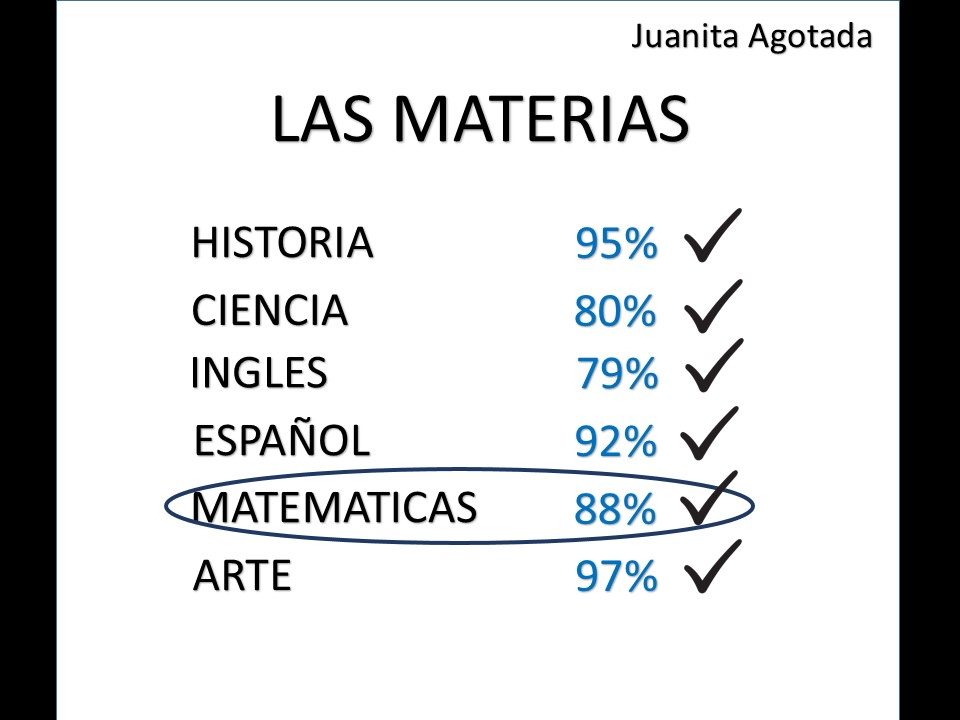 Juanita Agotada
LAS MATERIAS
HISTORIA 95%
CIENCIA 80%
INGLES 79%
ESPAÑOL 92%
MATEMATICAS 88%
ARTE 97%